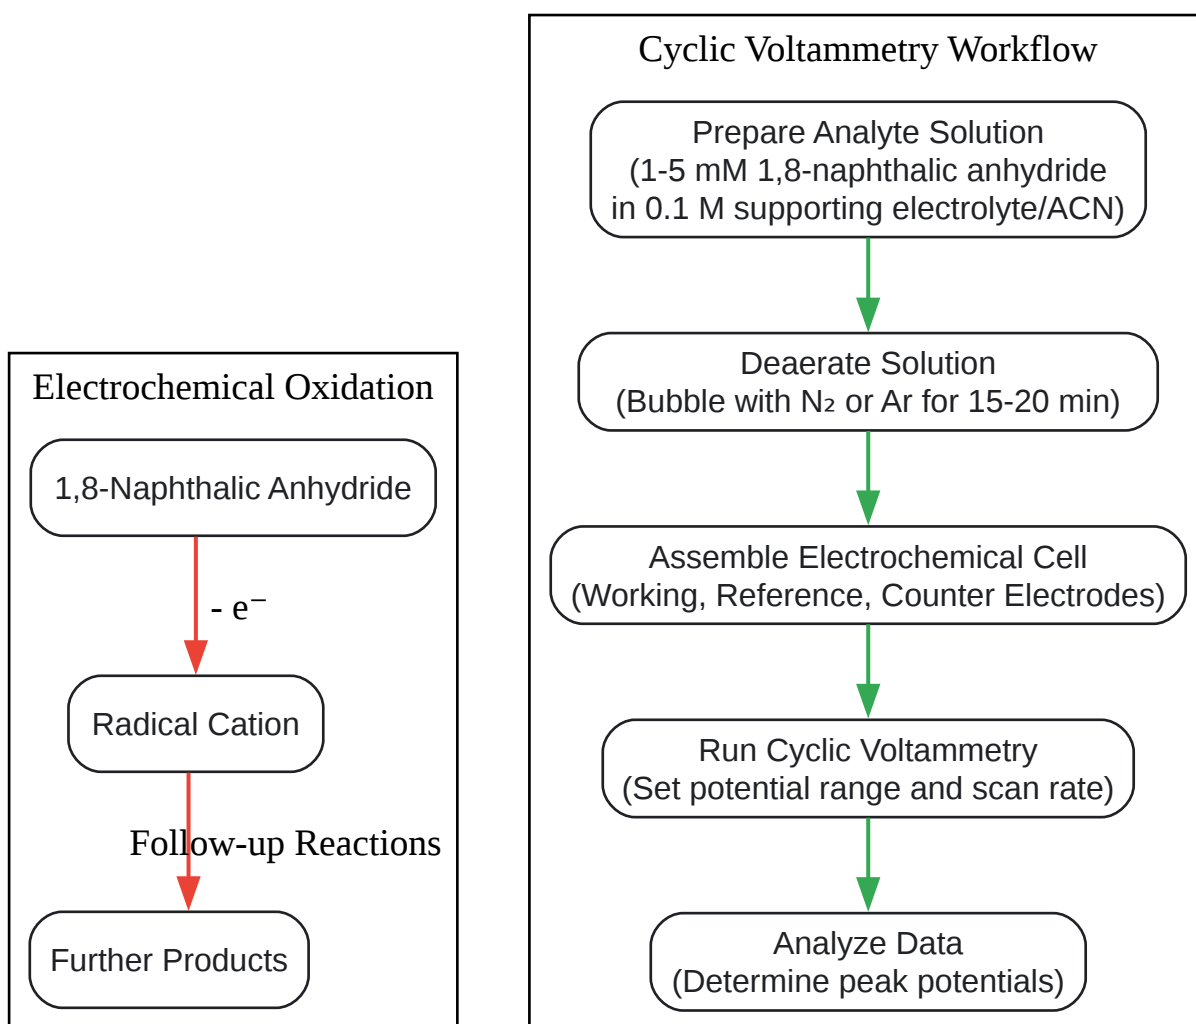 Electrochemical Oxidation
1,8-Naphthalic Anhydride
- e⁻
Radical Cation
Follow-up Reactions
Further Products
Cyclic Voltammetry Workflow
Prepare Analyte Solution
(1-5 mM 1,8-naphthalic anhydride
in 0.1 M supporting electrolyte/ACN)
Deaerate Solution
(Bubble with N₂ or Ar for 15-20 min)
Assemble Electrochemical Cell
(Working, Reference, Counter Electrodes)
Run Cyclic Voltammetry
(Set potential range and scan rate)
Analyze Data
(Determine peak potentials)